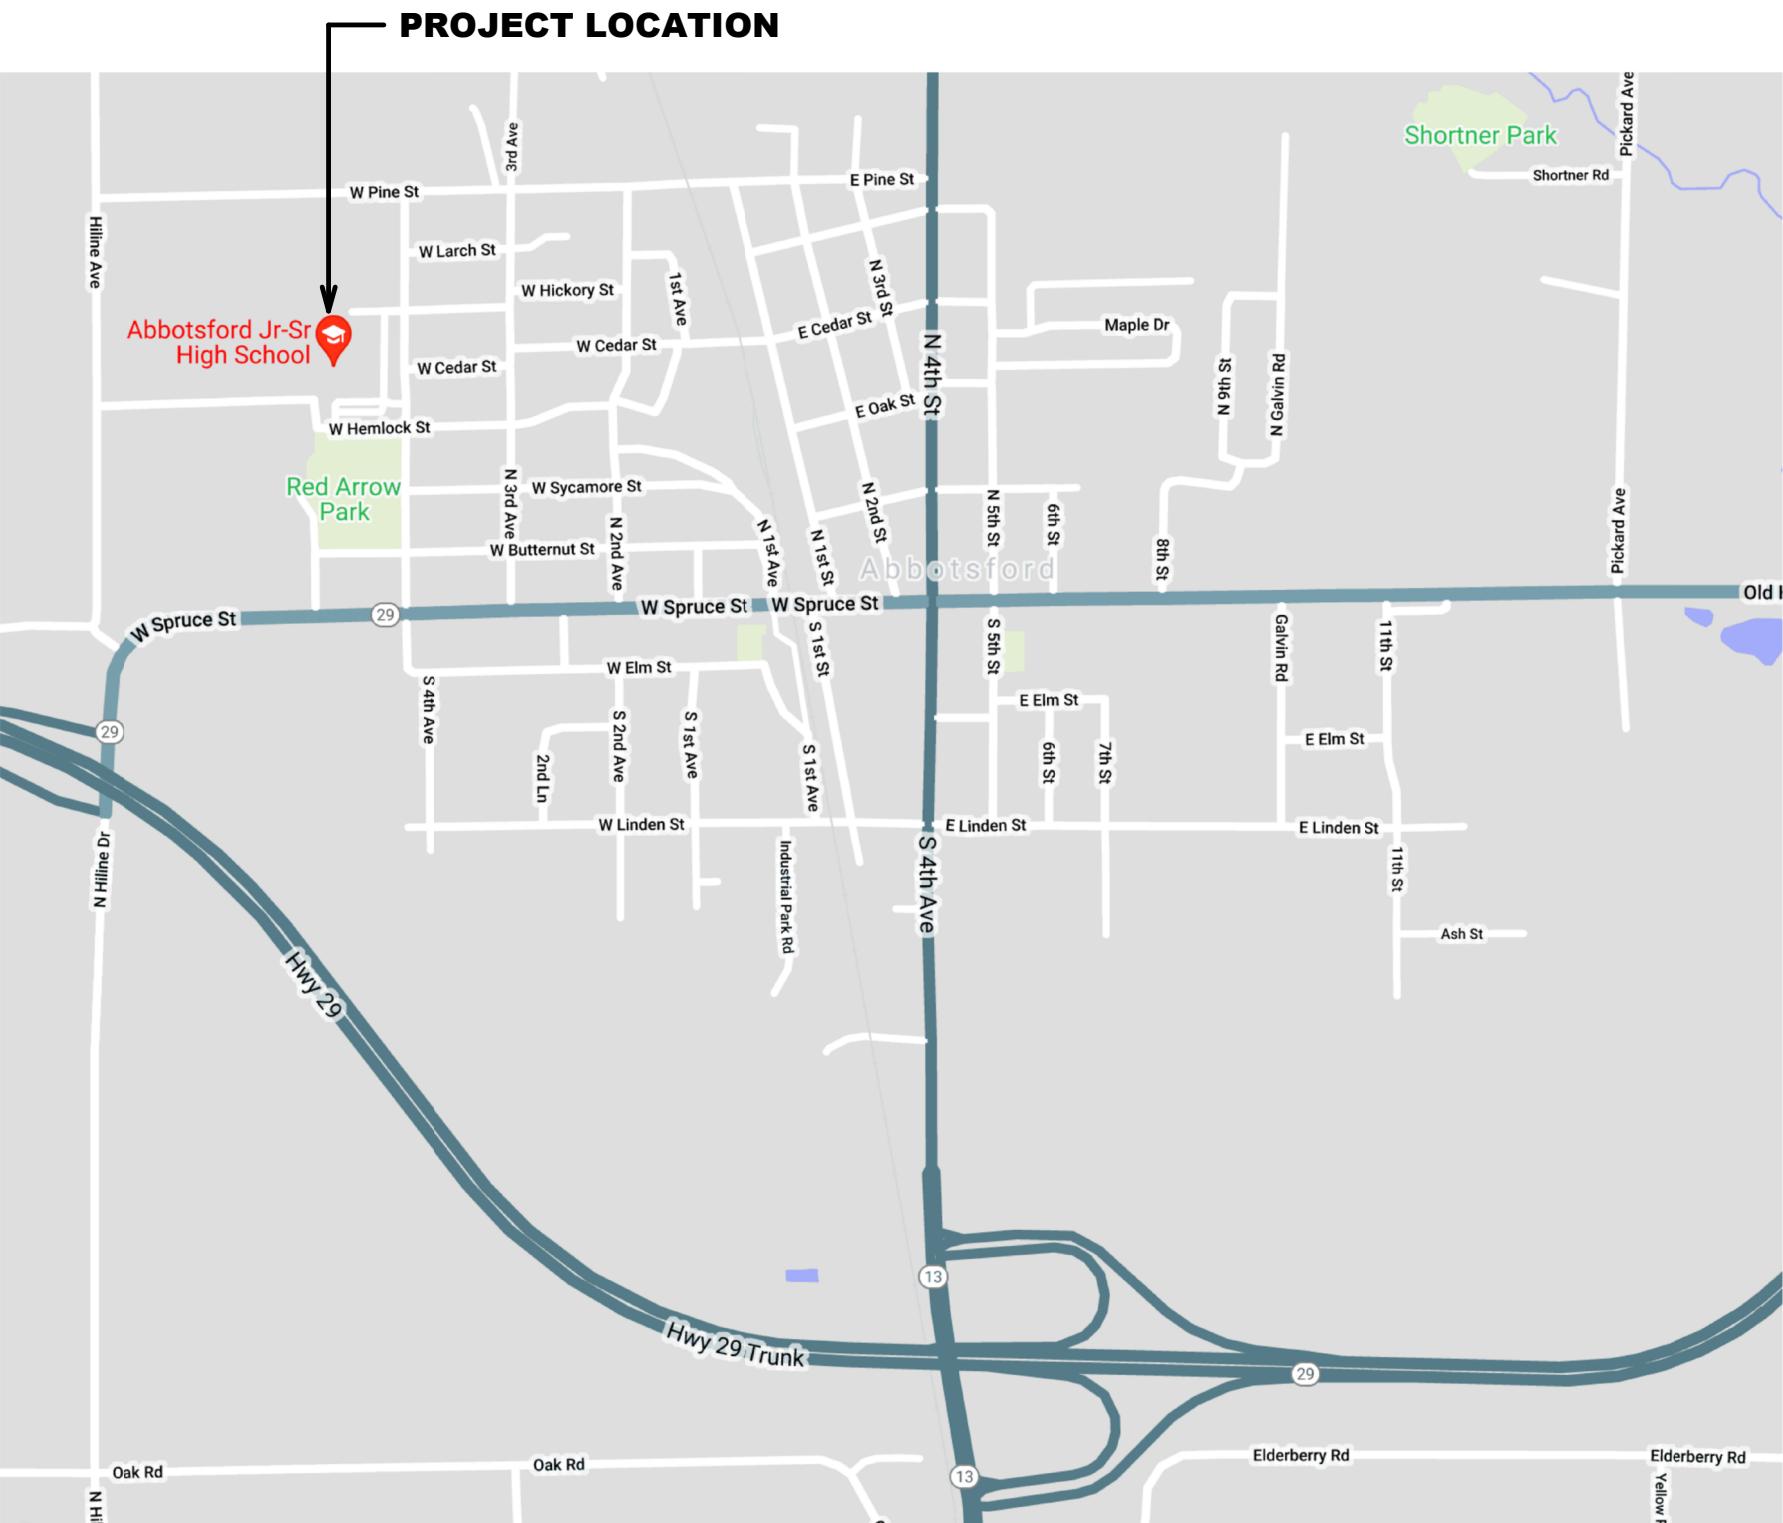 PROJECT LOCATION
Pickard Ave
3rd Ave
Shortner Park
Shortner Rd
W Pine St
E Pine St
Hiline Ave
W Larch St
W Hickory St
1st Ave
N 3rd St
Abbotsford Jr-Sr
High School
E Cedar St
Maple Dr
W Cedar St
W Cedar St
N 4th St
N 9th St
N Galvin Rd
E Oak St
W Hemlock St
Red Arrow
Park
W Sycamore St
N 3rd Ave
N 2nd St
N 5th St
6th St
Pickard Ave
W Butternut St
N 2nd Ave
N 1st Ave
N 1st St
8th St
Abbotsford
W Spruce St
W Spruce St
W Spruce St
29
Old
S 1st St
S 5th St
Galvin Rd
11th St
W Elm St
S 4th Ave
E Elm St
29
S 2nd Ave
S 1st Ave
2nd Ln
S 1st Ave
6th St
7th St
E Elm St
W Linden St
E Linden St
E Linden St
N Hiline Dr
Industrial Park Rd
S 4th Ave
11th St
Ash St
Hwy 29
13
Hwy 29 Trunk
29
Oak Rd
Oak Rd
13
Elderberry Rd
Elderberry Rd
N Hi
Yellow